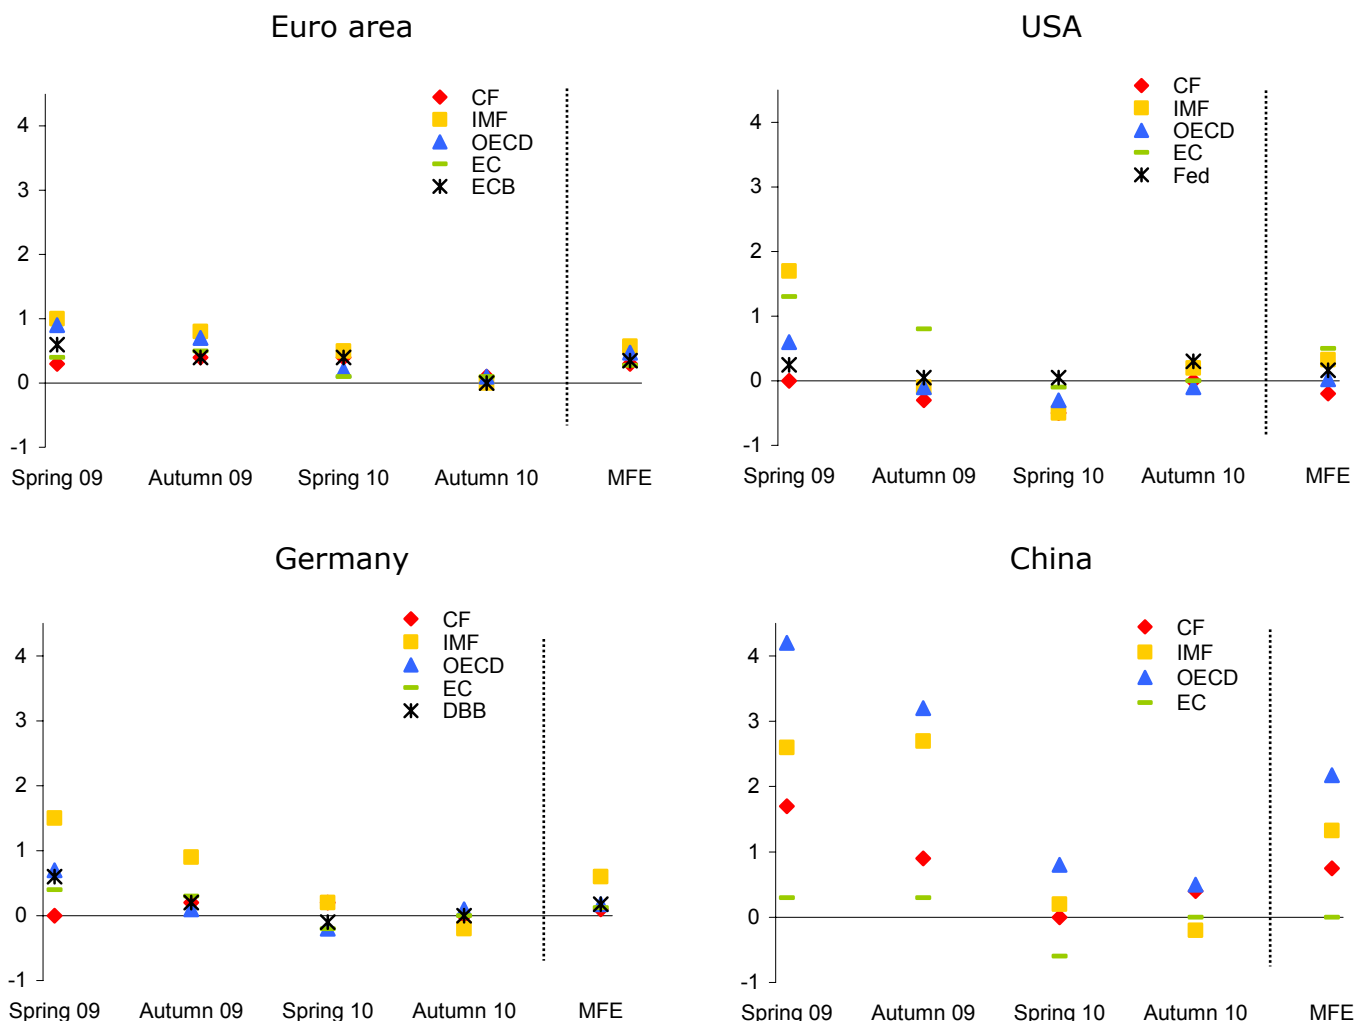 Euro area
CF
IMF
OECD
EC
ECB
4
3
2
1
0
-1
Spring 09 Autumn 09 Spring 10 Autumn 10 MFE
USA
CF
IMF
OECD
EC
Fed
4
3
2
1
0
-1
Spring 09 Autumn 09 Spring 10 Autumn 10 MFE
Germany
CF
IMF
OECD
EC
DBB
4
3
2
1
0
-1
Spring 09 Autumn 09 Spring 10 Autumn 10 MFE
China
CF
IMF
OECD
EC
4
3
2
1
0
-1
Spring 09 Autumn 09 Spring 10 Autumn 10 MFE